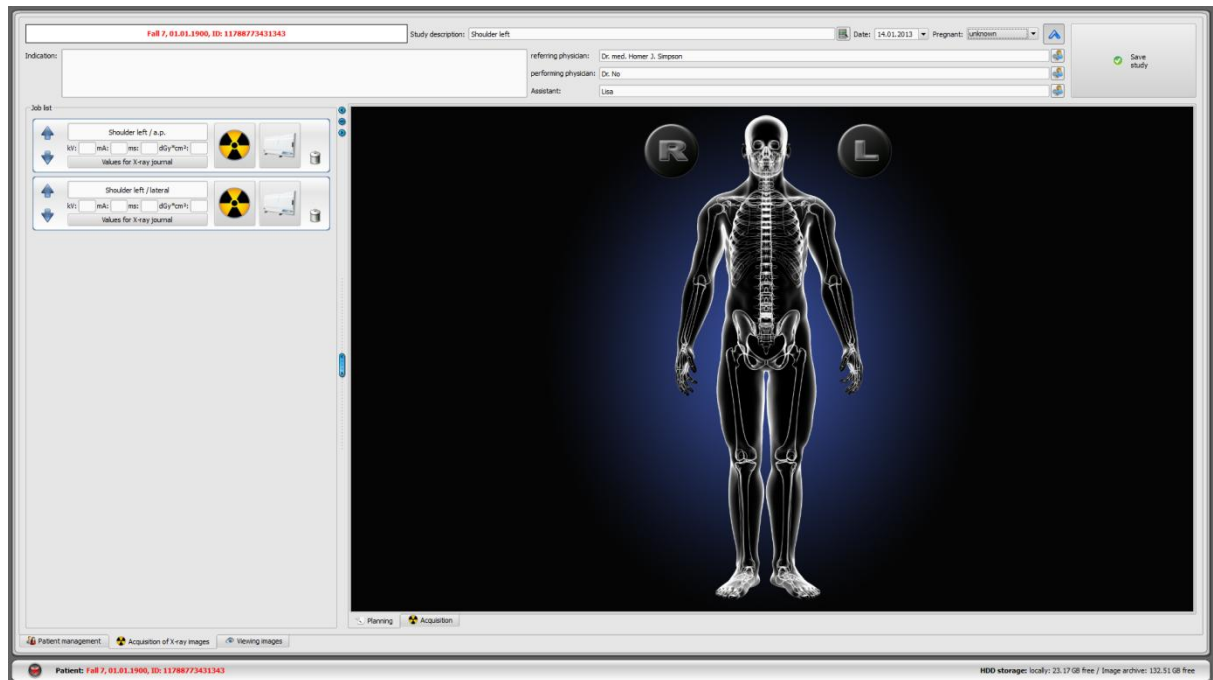 Fall 7, 01.01.1900, ID: 11788773431343
Study description: Shoulder left
Date: 14.01.2013 Pregnant: unknown
Save study
Indication:
referring physician: Dr. med. Homer J. Simpson
performing physician: Dr. No
Assistant: Lisa
Job list
Shoulder left / a.p.
kV: mA: ms: dGy*cm²:
Values for X-ray journal
Shoulder left / lateral
kV: mA: ms: dGy*cm²:
Values for X-ray journal
R L
Planning Acquisition
Patient management Acquisition of X-ray images Viewing images
Patient: Fall 7, 01.01.1900, ID: 11788773431343
HDD storage: locally: 23.17 GB free / Image archive: 132.51 GB free